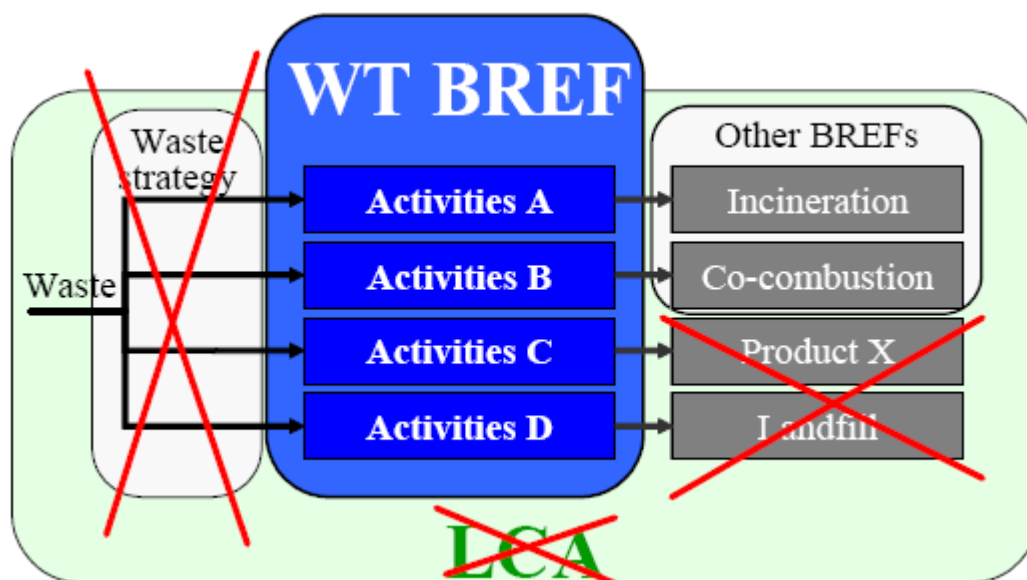 WT BREF
Waste
strategy
Other BREFs
Activities A
Incineration
Activities B
Co-combustion
Waste
Activities C
Product X
Activities D
Landfill
LCA